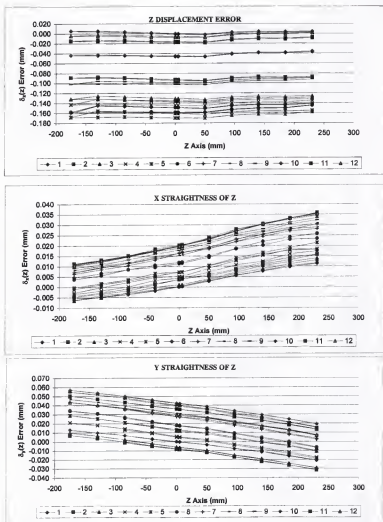 Z DISPLACEMENT ERROR
0.020
0.000
-0.020
-0.040
-0.060
-0.080
-0.100
-0.120
-0.140
-0.160
-0.180
δz(z) Error (mm)
-200 -150 -100 -50 0 50 100 150 200 250 300
Z Axis (mm)
1 2 3 4 5 6 7 8 9 10 11 12
X STRAIGHTNESS OF Z
0.040
0.035
0.030
0.025
0.020
0.015
0.010
0.005
0.000
-0.005
-0.010
δx(z) Error (mm)
-200 -150 -100 -50 0 50 100 150 200 250 300
Z Axis (mm)
1 2 3 4 5 6 7 8 9 10 11 12
Y STRAIGHTNESS OF Z
0.070
0.060
0.050
0.040
0.030
0.020
0.010
0.000
-0.010
-0.020
-0.030
-0.040
δy(z) Error (mm)
-200 -150 -100 -50 0 50 100 150 200 250 300
Z Axis (mm)
1 2 3 4 5 6 7 8 9 10 11 12